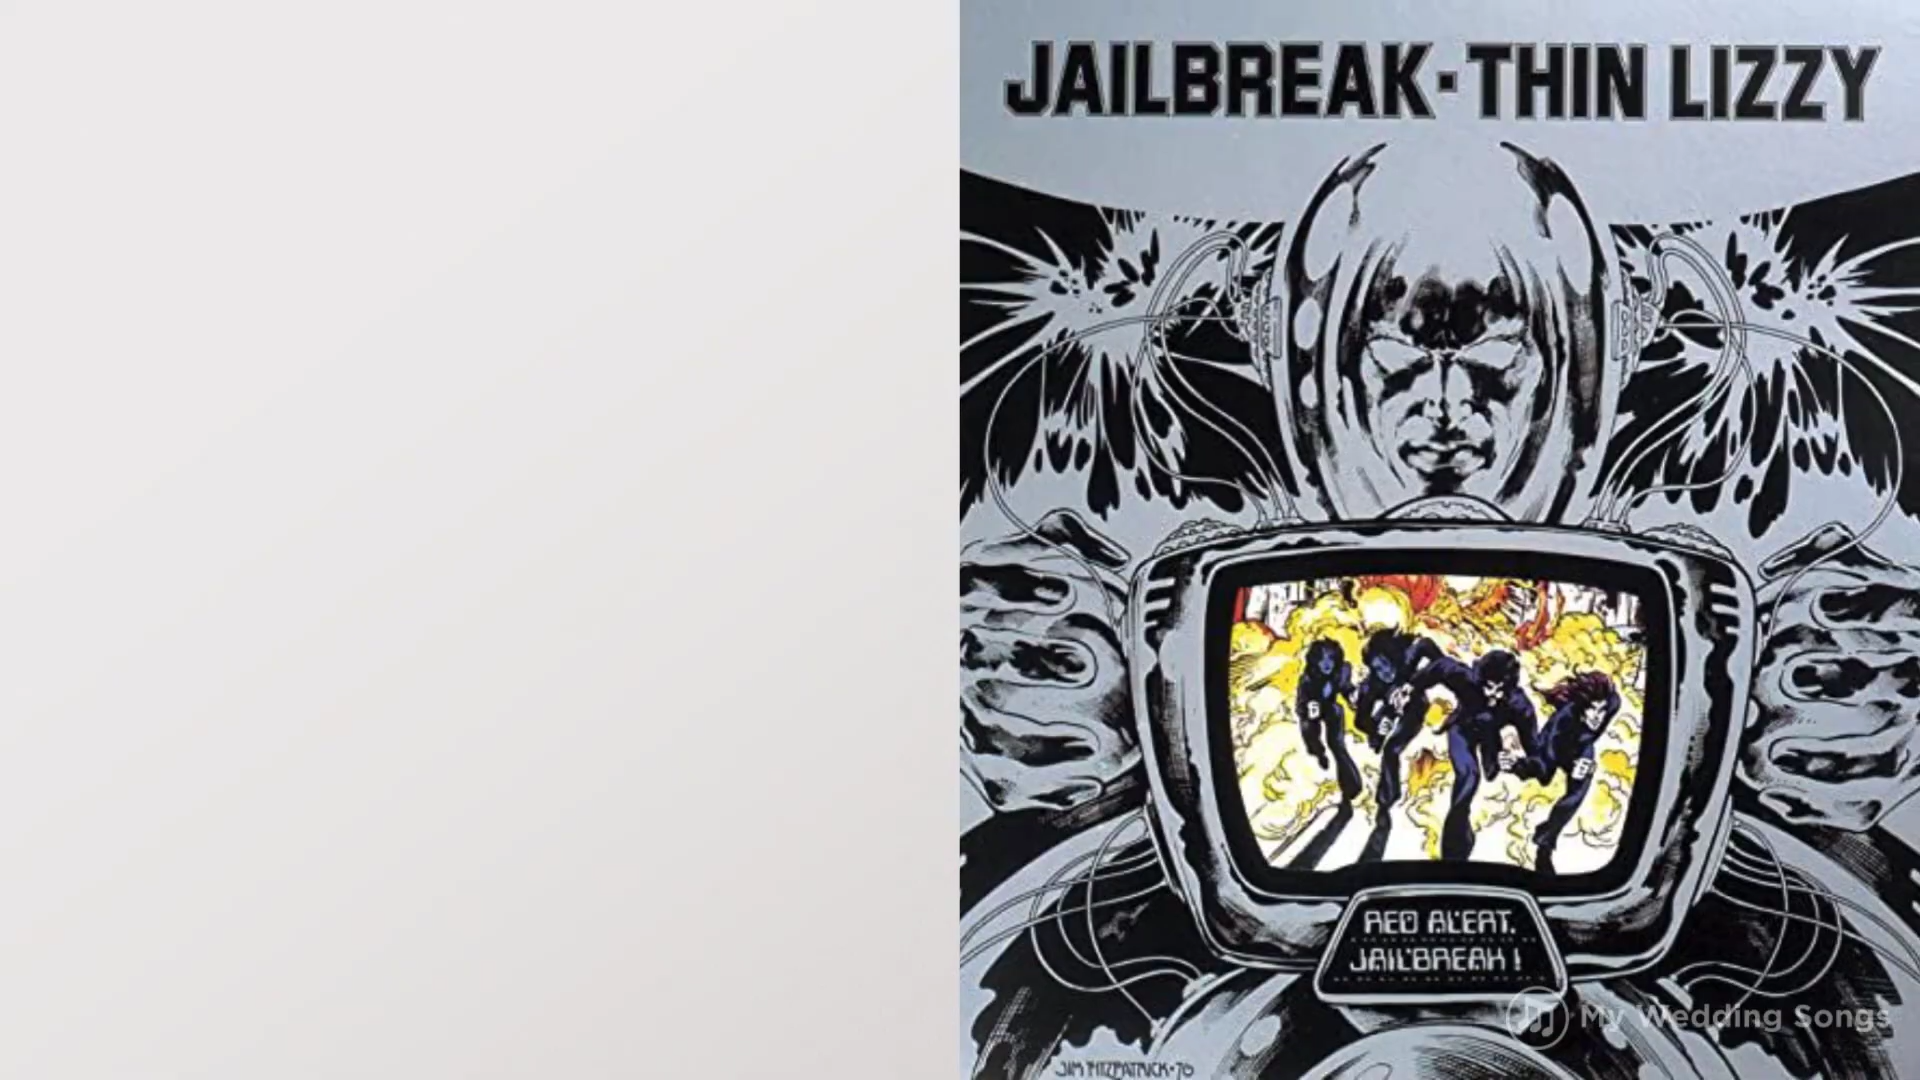 JAILBREAK·THIN LIZZY
RED ALERT.
JAILBREAK!
My Wedding Songs
JIM FITZPATRICK·76